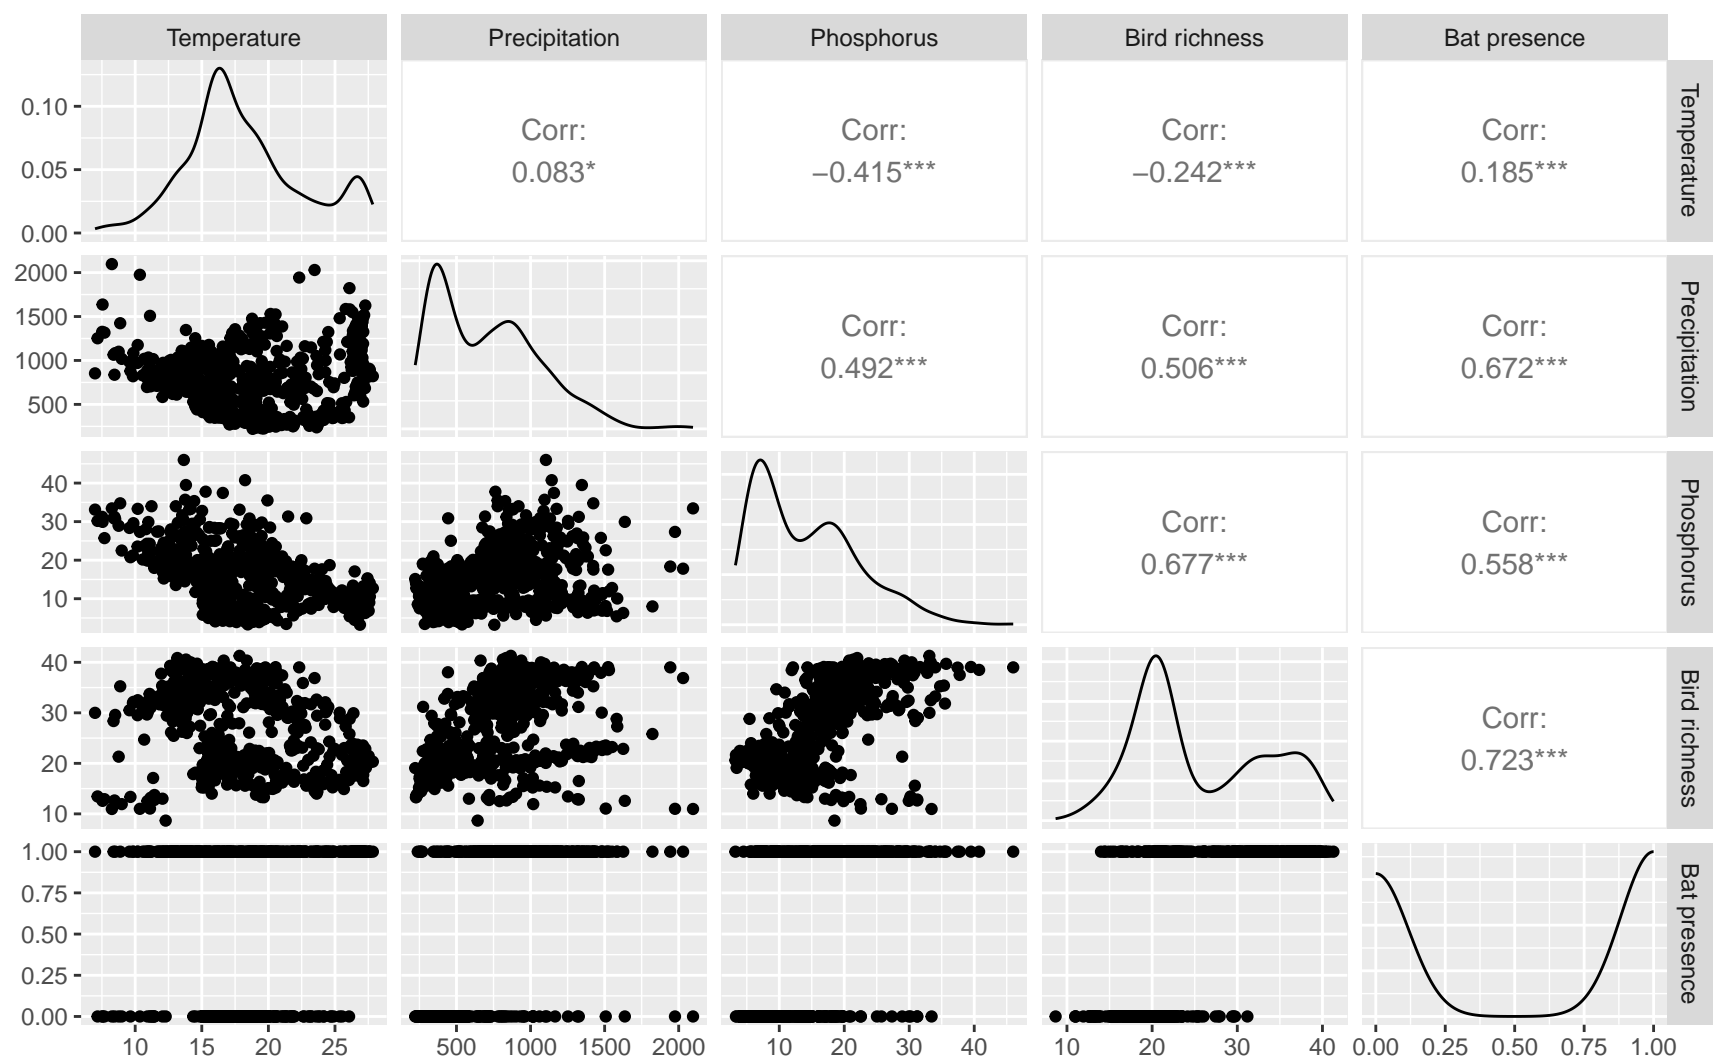 Temperature Precipitation Phosphorus Bird richness Bat presence
0.10
0.05
0.00
Corr:
0.083*
Corr:
−0.415***
Corr:
−0.242***
Corr:
0.185***
Temperature
2000
1500
1000
500
Corr:
0.492***
Corr:
0.506***
Corr:
0.672***
Precipitation
40
30
20
10
Corr:
0.677***
Corr:
0.558***
Phosphorus
40
30
20
10
Corr:
0.723***
Bird richness
1.00
0.75
0.50
0.25
0.00
Bat presence
10 15 20 25 500 1000 1500 2000 10 20 30 40 10 20 30 40 0.00 0.25 0.50 0.75 1.00